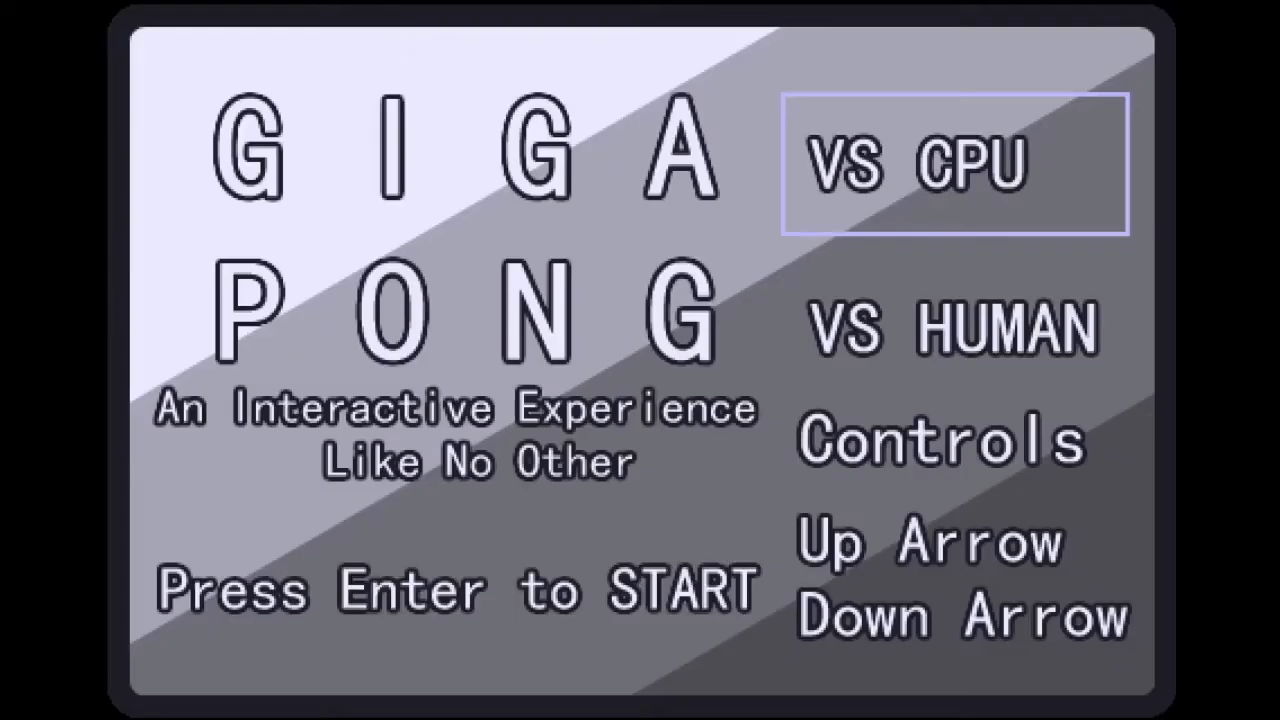 G I G A
P O N G
An Interactive Experience
Like No Other
Press Enter to START
VS CPU
VS HUMAN
Controls
Up Arrow
Down Arrow